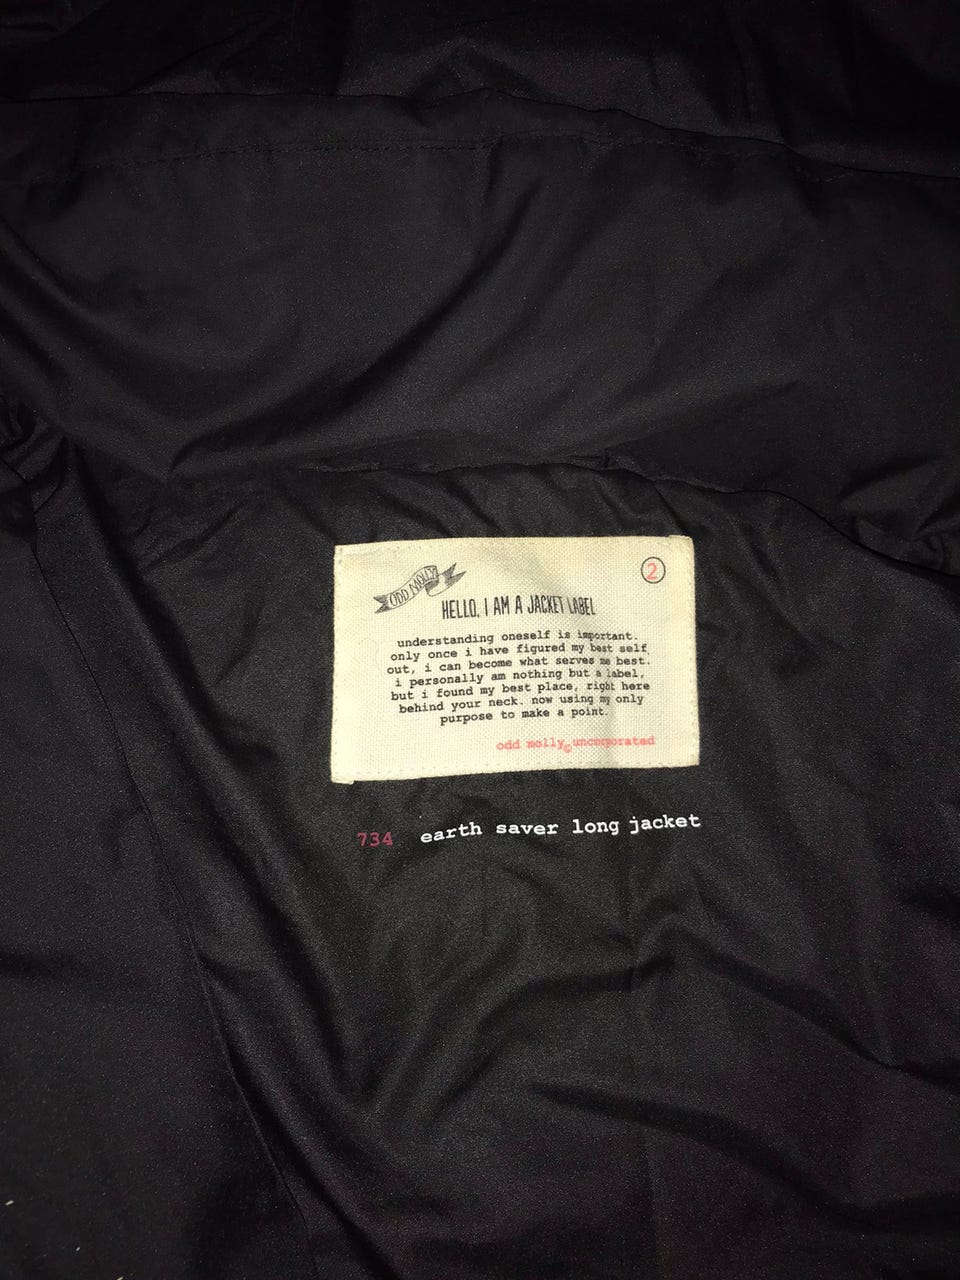 ODD MOLLY
2
HELLO, I AM A JACKET LABEL
understanding oneself is important.
only once i have figured my best self
out, i can become what serves me best.
i personally am nothing but a label,
but i found my best place, right here
behind your neck. now using my only
purpose to make a point.
odd molly©uncorporated
734 earth saver long jacket